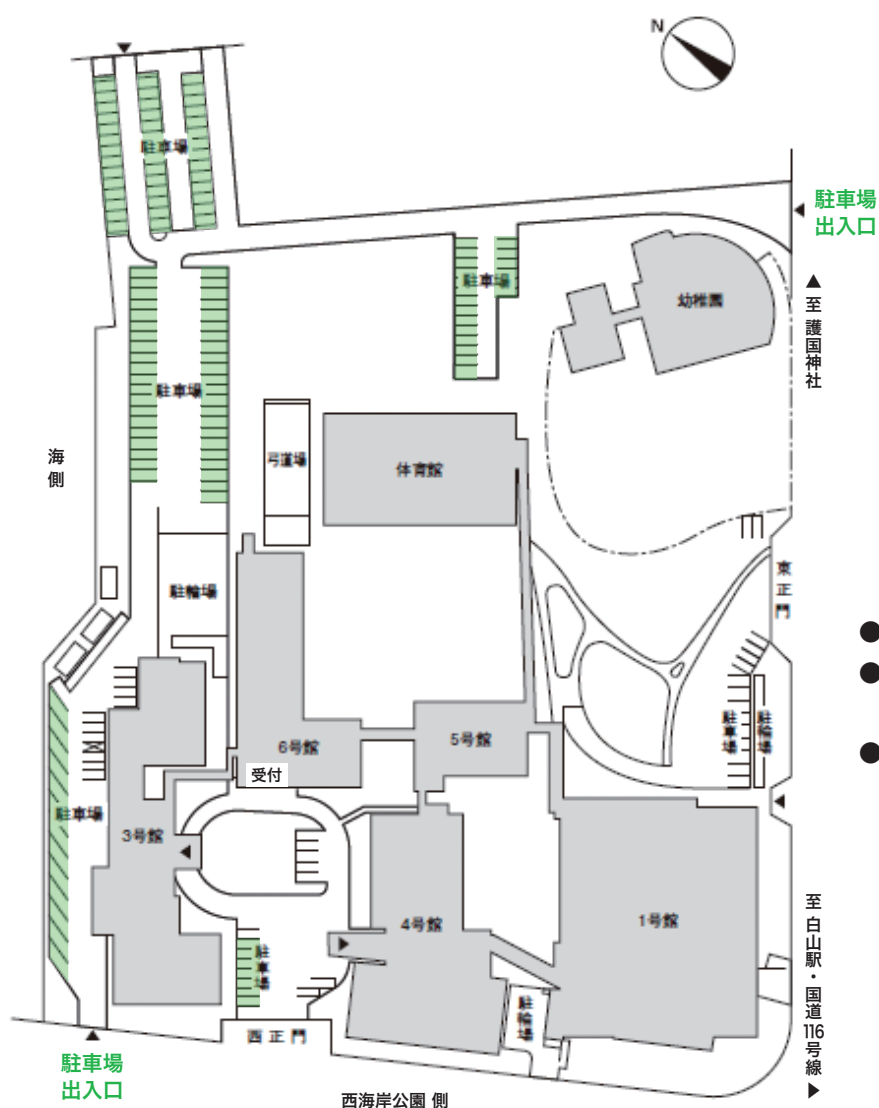 N
駐車場
駐車場
出入口
駐車場
幼稚園
▲至 護国神社
駐車場
海側
弓道場
体育館
駐輪場
東正門
駐車場
駐輪場
6号館
5号館
受付
駐車場
3号館
4号館
1号館
至 白山駅・国道116号線▶
駐車場
駐輪場
西正門
駐車場
出入口
西海岸公園 側